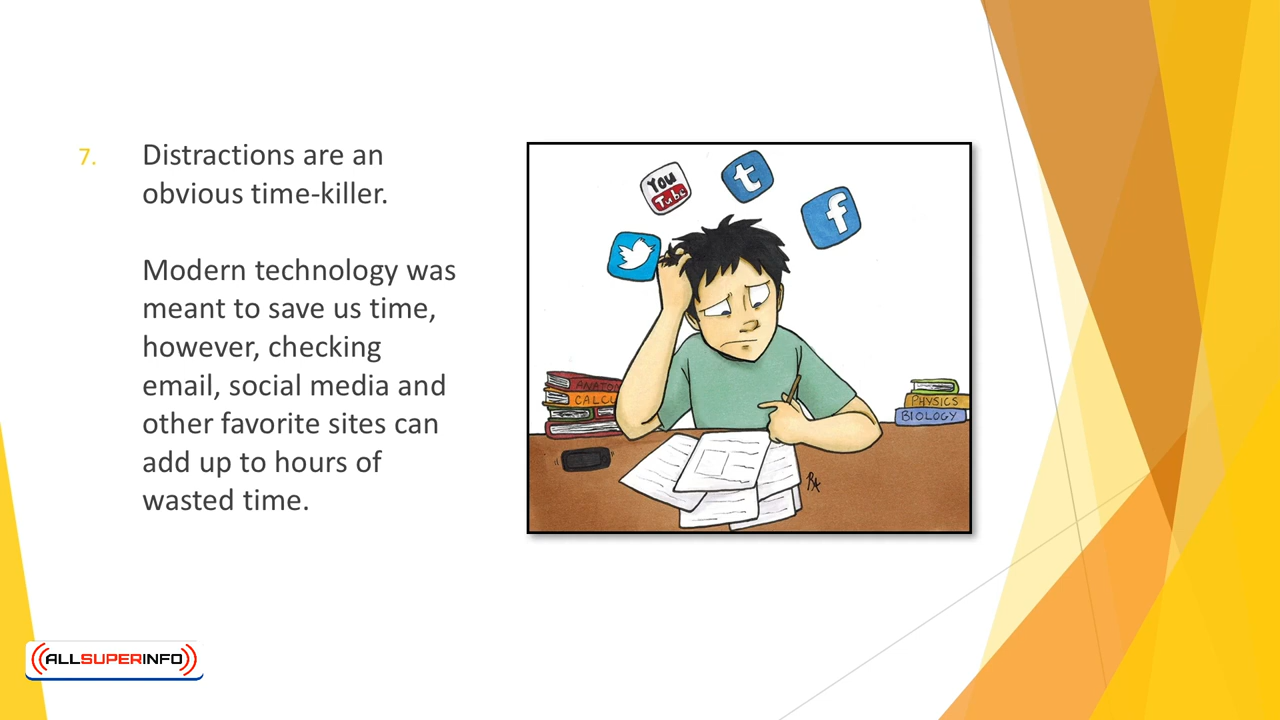 7. Distractions are an
obvious time-killer.
Modern technology was
meant to save us time,
however, checking
email, social media and
other favorite sites can
add up to hours of
wasted time.
You
Tube
t
f
ANATO
CALCU
PHYSICS
BIOLOGY
RA
ALLSUPERINFO